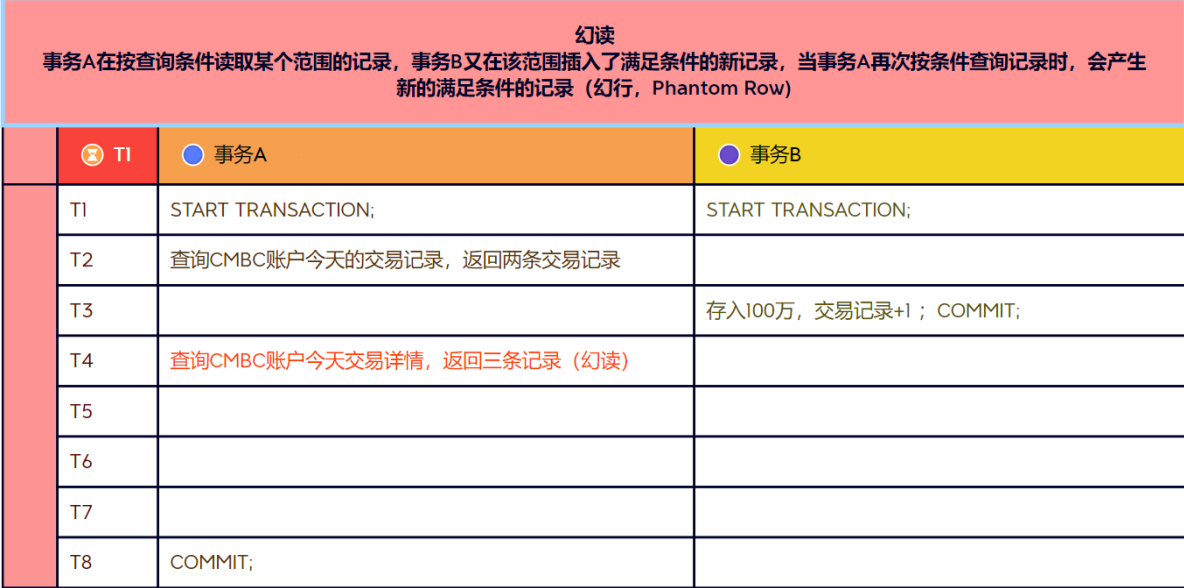 幻读
事务A在按查询条件读取某个范围的记录，事务B又在该范围插入了满足条件的新记录，当事务A再次按条件查询记录时，会产生
新的满足条件的记录（幻行，Phantom Row)
T1 事务A 事务B
T1 START TRANSACTION; START TRANSACTION;
T2 查询CMBC账户今天的交易记录，返回两条交易记录
T3 存入100万，交易记录+1 ；COMMIT;
T4 查询CMBC账户今天交易详情，返回三条记录（幻读）
T5
T6
T7
T8 COMMIT;